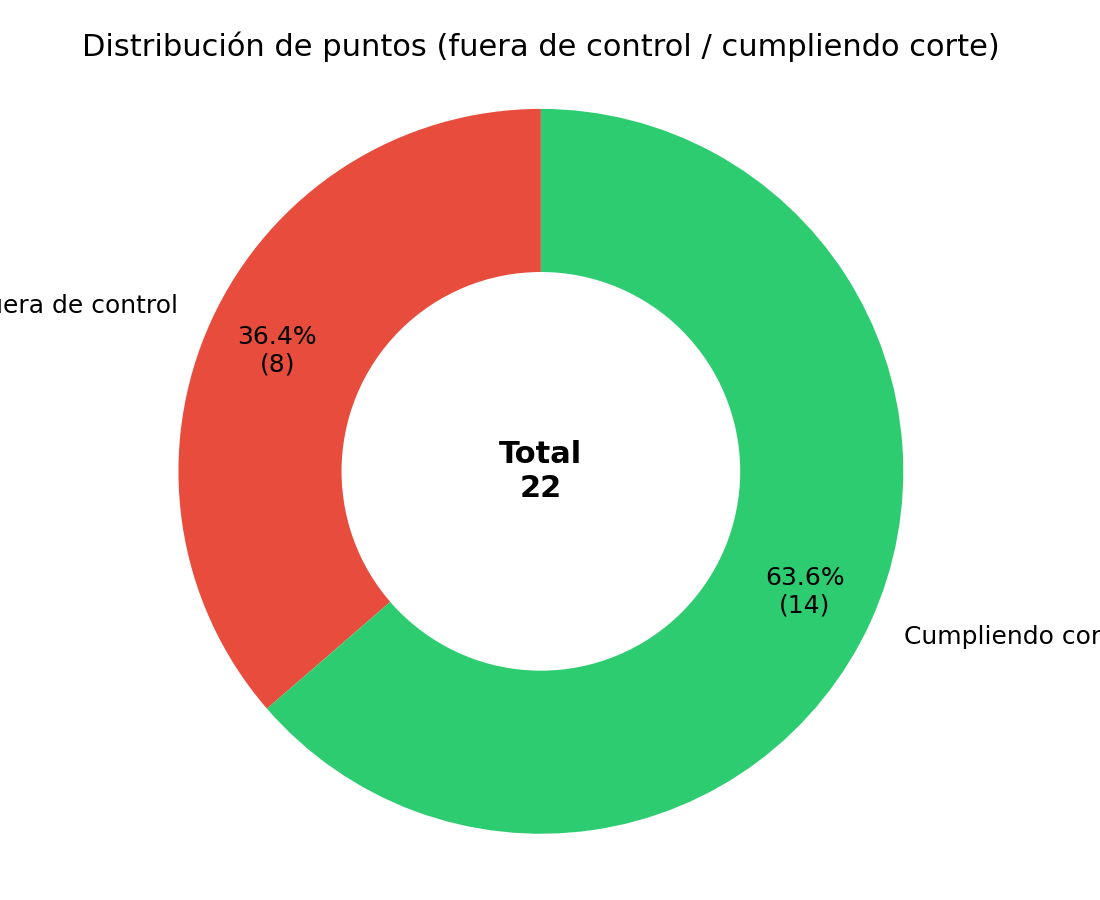 Distribución de puntos (fuera de control / cumpliendo corte)
uera de control
36.4%
(8)
Total
22
63.6%
(14)
Cumpliendo cor